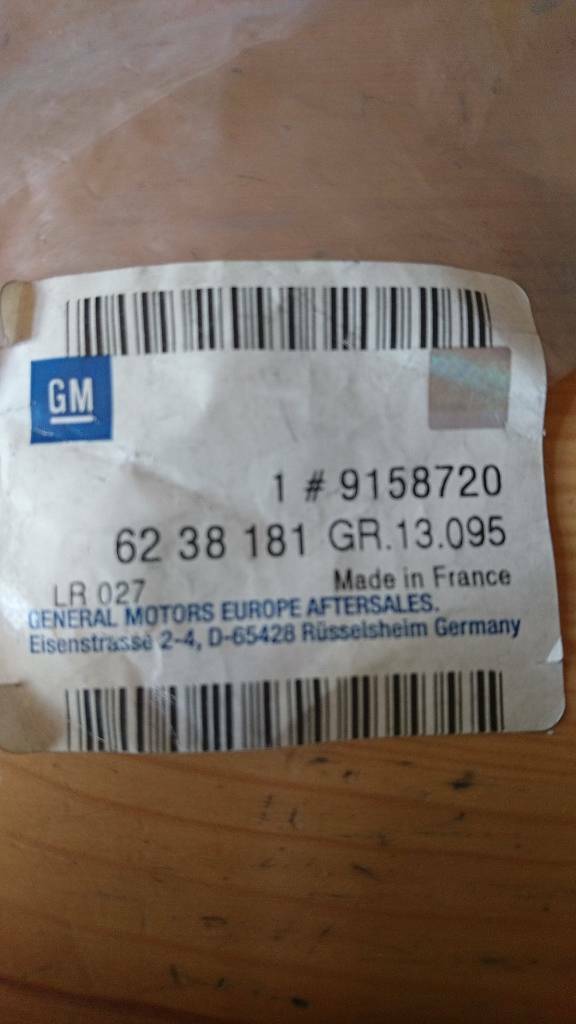 GM
1 # 9158720
62 38 181 GR.13.095
LR 027 Made in France
GENERAL MOTORS EUROPE AFTERSALES.
Eisenstrasse 2-4, D-65428 Rüsselsheim Germany